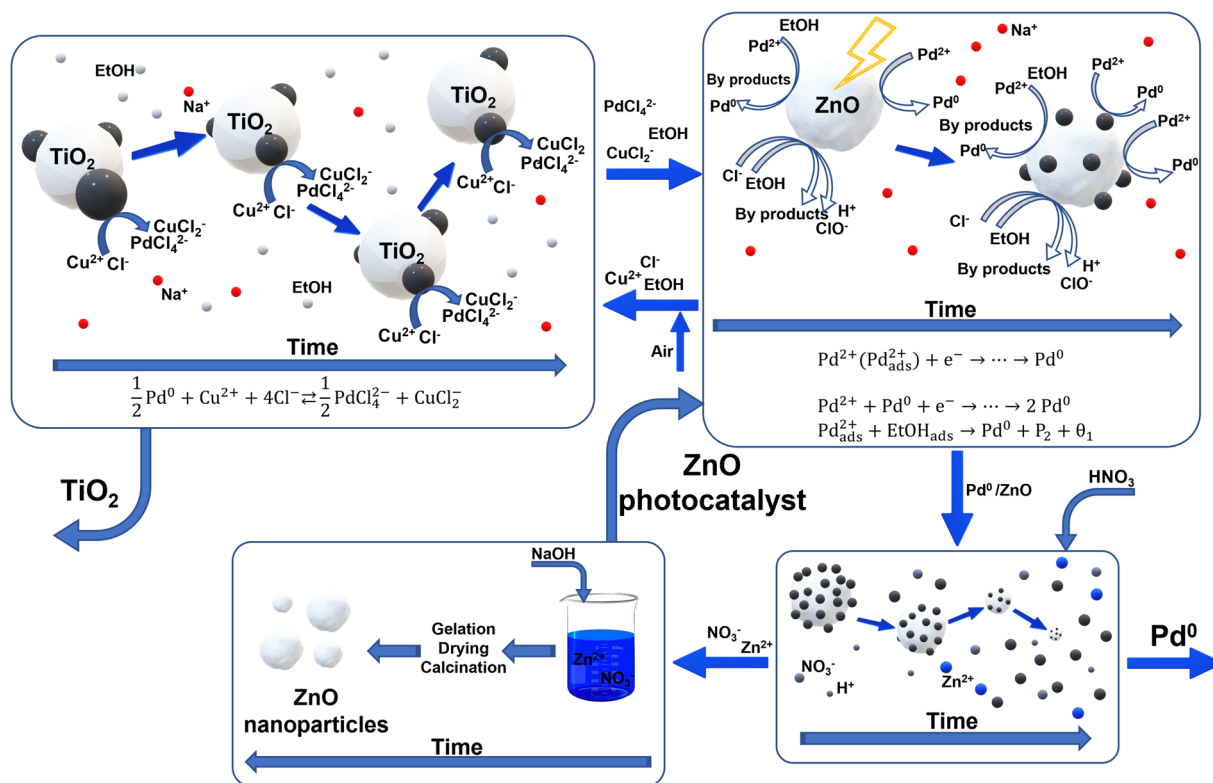 EtOH
Na⁺
TiO₂
TiO₂
TiO₂
TiO₂
CuCl₂⁻
PdCl₄²⁻
Cu²⁺ Cl⁻
CuCl₂⁻
PdCl₄²⁻
Cu²⁺ Cl⁻
CuCl₂
PdCl₄²⁻
Cu²⁺ Cl⁻
CuCl₂⁻
PdCl₄²⁻
Cu²⁺ Cl⁻
Na⁺
EtOH
Time
½Pd⁰ + Cu²⁺ + 4Cl⁻ ⇄ ½PdCl₄²⁻ + CuCl₂⁻
PdCl₄²⁻
EtOH
CuCl₂⁻
Cl⁻
Cu²⁺
EtOH
Air
EtOH
Pd²⁺
By products
Pd⁰
ZnO
Pd²⁺
Pd⁰
Cl⁻
EtOH
By products
H⁺
ClO⁻
Na⁺
EtOH
Pd²⁺
By products
Pd⁰
Pd²⁺
Pd⁰
Pd²⁺
Pd⁰
Cl⁻
EtOH
By products
H⁺
ClO⁻
Time
Pd²⁺(Pd²⁺ads) + e⁻ → ⋯ → Pd⁰
Pd²⁺ + Pd⁰ + e⁻ → ⋯ → 2 Pd⁰
Pd²⁺ads + EtOHads → Pd⁰ + P₂ + θ₁
TiO₂
ZnO
photocatalyst
Pd⁰/ZnO
HNO₃
NaOH
Zn²⁺
NO₃⁻
Gelation
Drying
Calcination
ZnO
nanoparticles
Time
NO₃⁻
Zn²⁺
NO₃⁻
H⁺
Zn²⁺
Time
Pd⁰